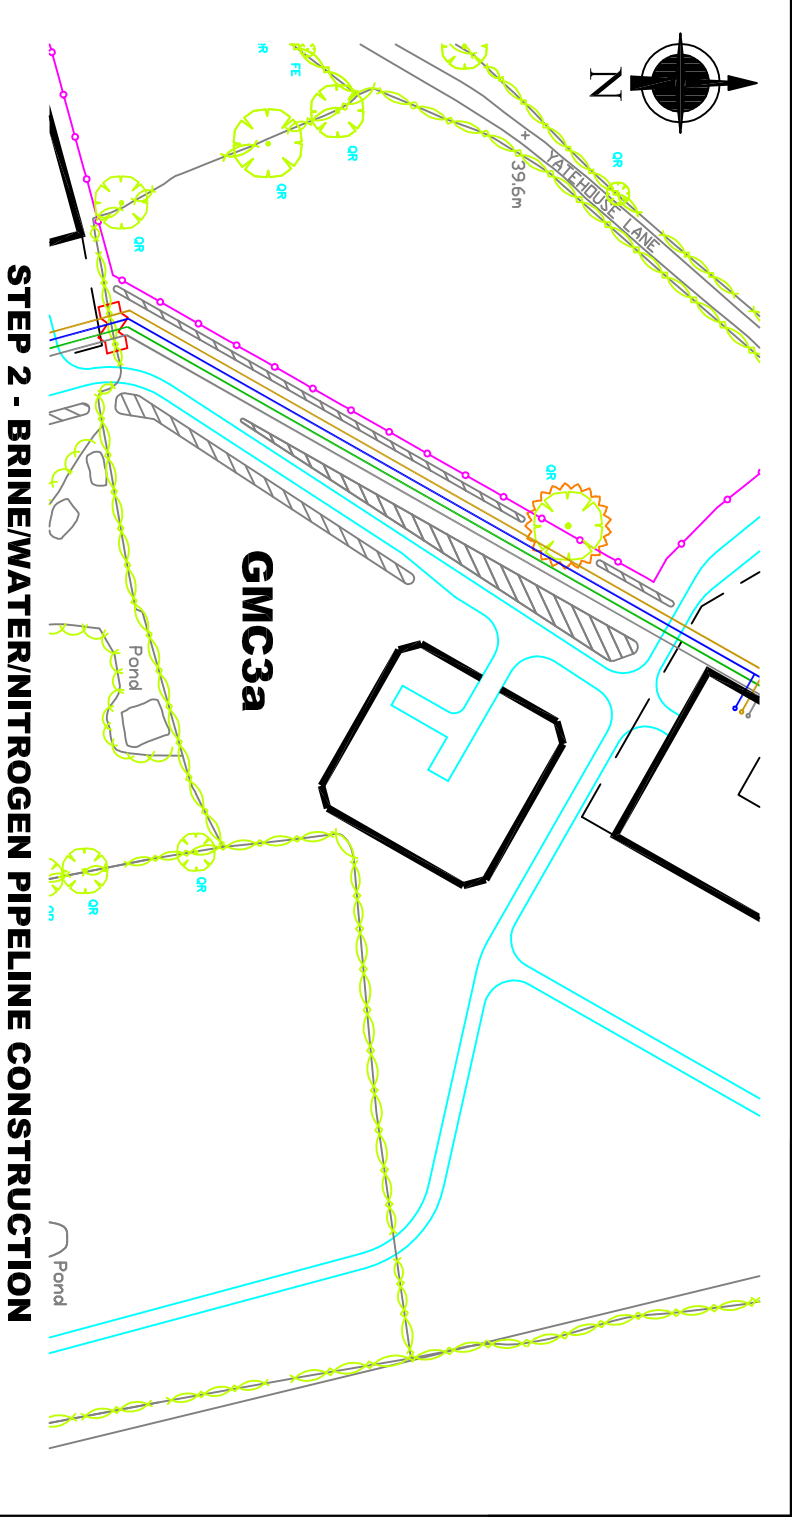 N
YATEHOUSE LANE
+ 39.6m
QR
QR
QR
QR
QR
FE
GMC3a
Pond
QR
QR
Pond
STEP 2 - BRINE/WATER/NITROGEN PIPELINE CONSTRUCTION